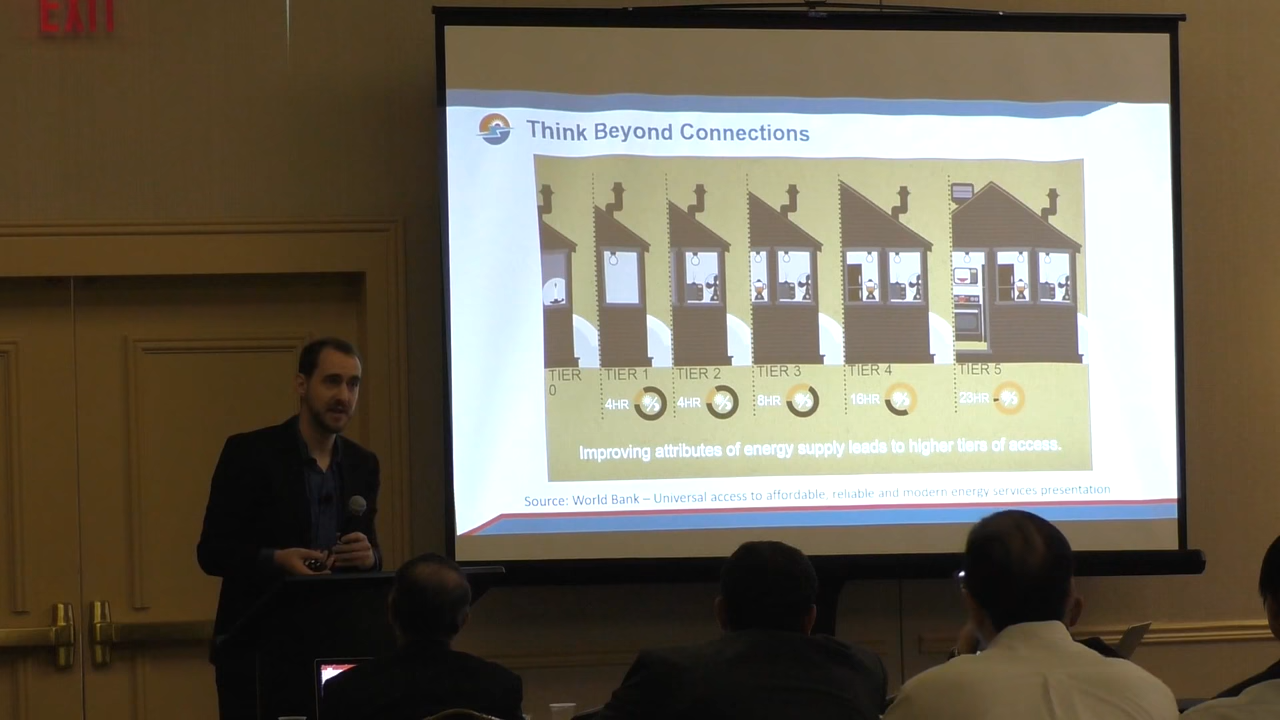 EXIT
Think Beyond Connections
TIER 0
TIER 1
TIER 2
TIER 3
TIER 4
TIER 5
4HR
4HR
8HR
16HR
23HR
Improving attributes of energy supply leads to higher tiers of access.
Source: World Bank – Universal access to affordable, reliable and modern energy services presentation